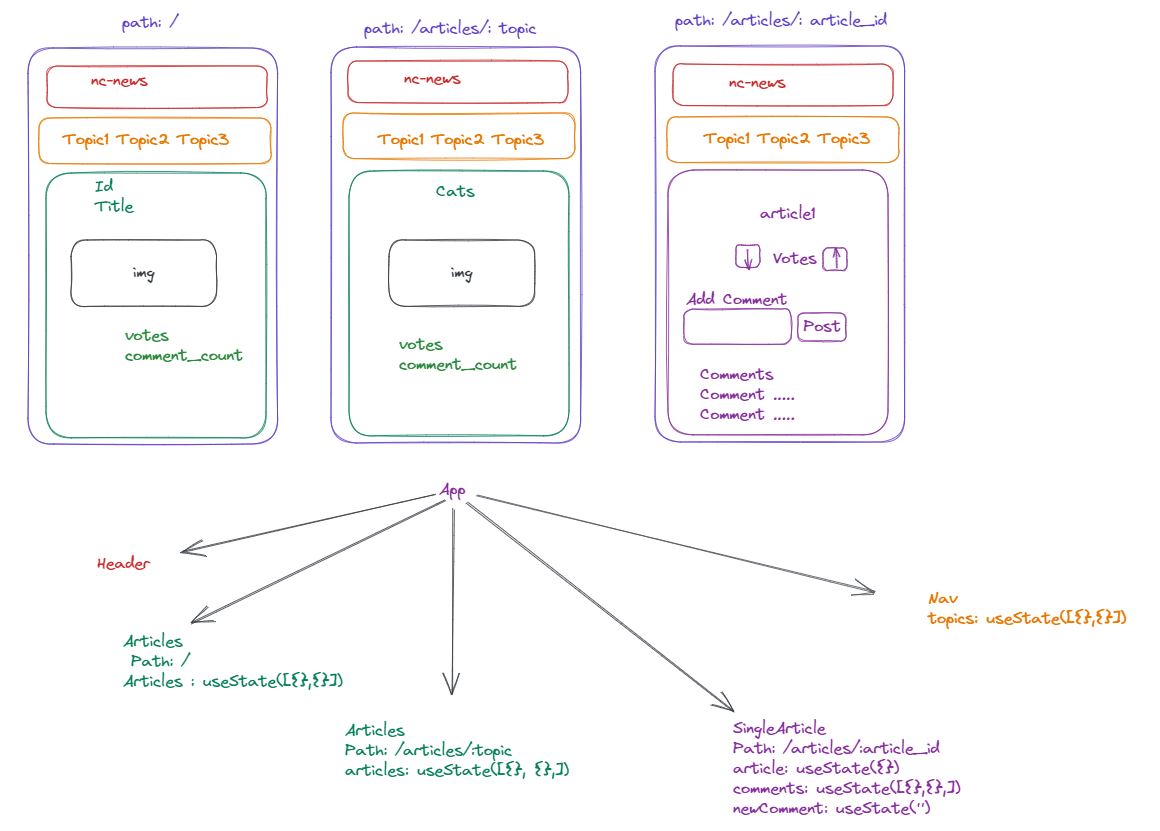 path: /
nc-news
Topic1 Topic2 Topic3
Id
Title
img
votes
comment_count
path: /articles/: topic
nc-news
Topic1 Topic2 Topic3
Cats
img
votes
comment_count
path: /articles/: article_id
nc-news
Topic1 Topic2 Topic3
article1
Votes
Add Comment
Post
Comments
Comment .....
Comment .....
App
Header
Articles
Path: /
Articles : useState([{},{}])
Articles
Path: /articles/:topic
articles: useState([{}, {},])
SingleArticle
Path: /articles/:article_id
article: useState({})
comments: useState([{},{},])
newComment: useState('')
Nav
topics: useState([{},{}])